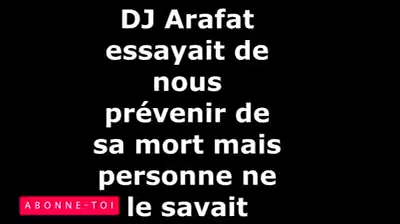 DJ Arafat
essayait de
nous
prévenir de
sa mort mais
personne ne
le savait
ABONNE-TOI